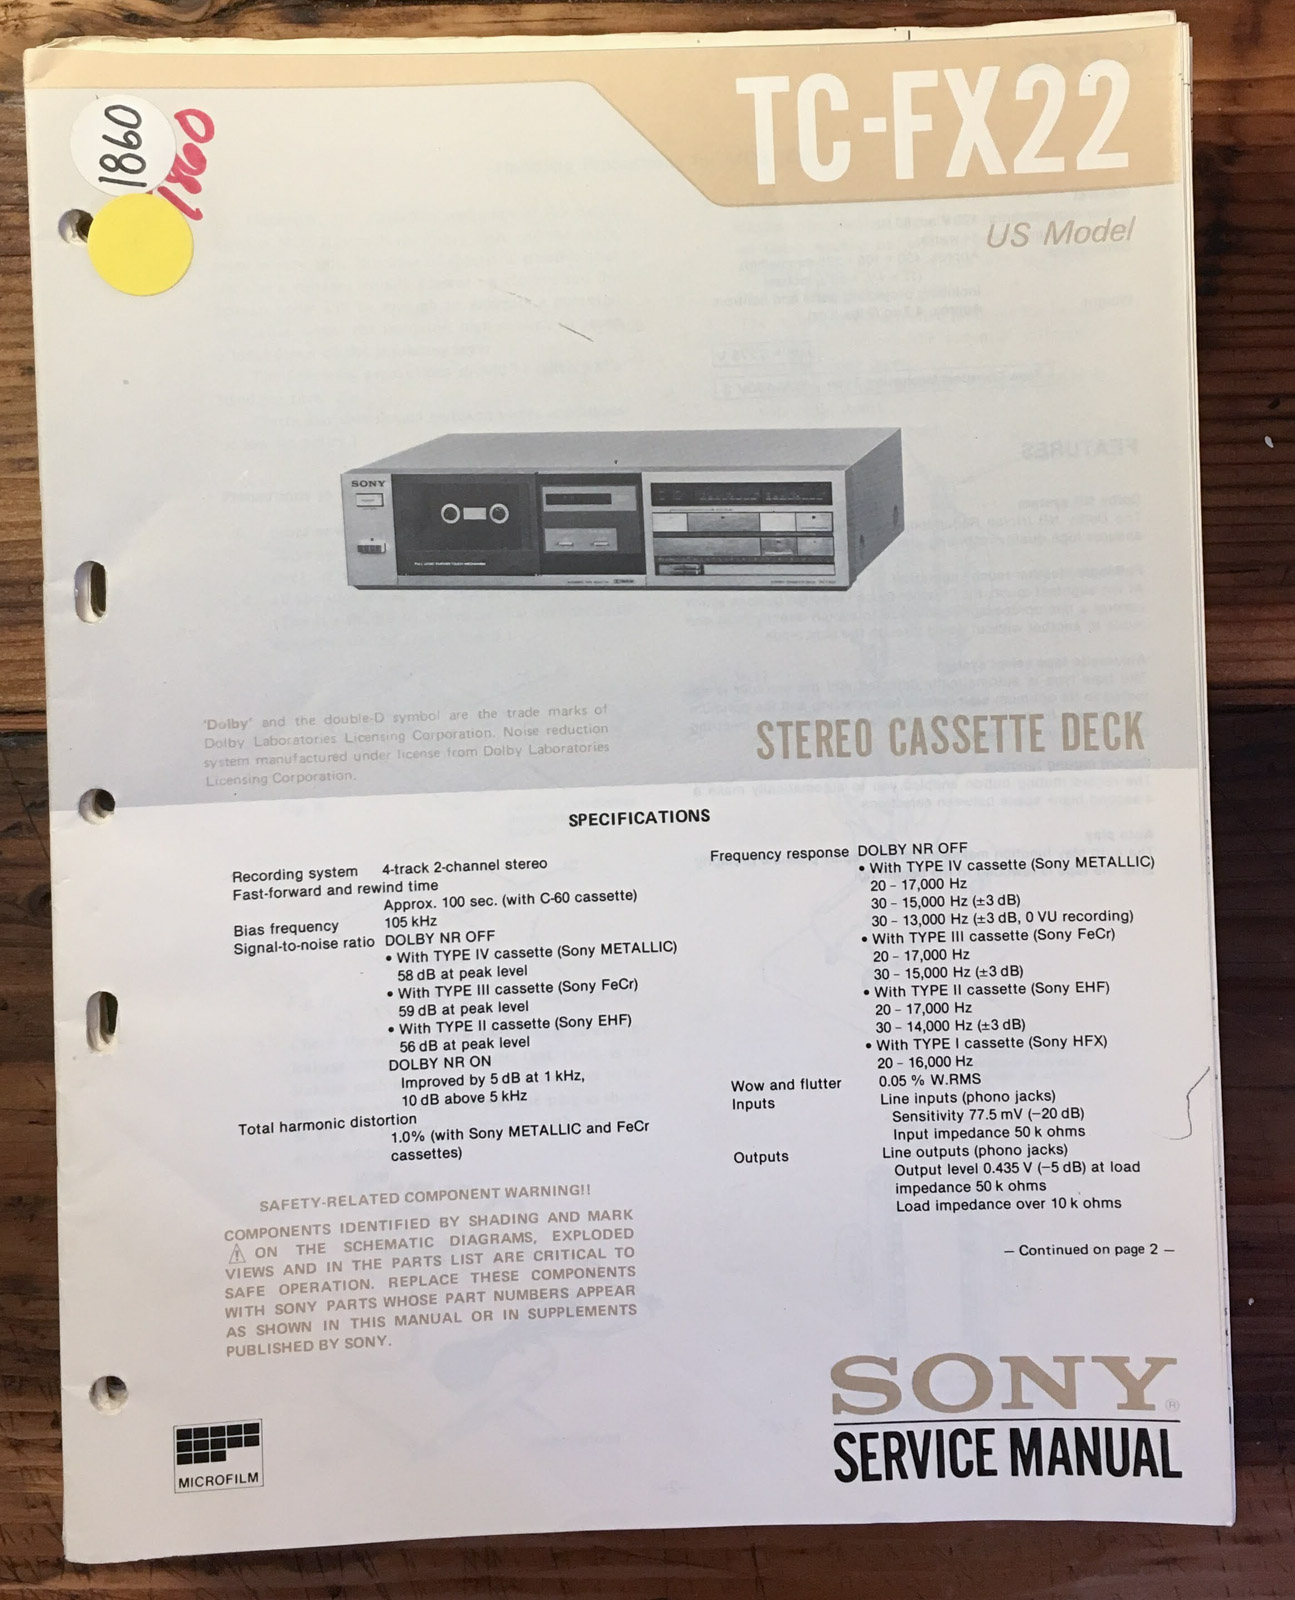 TC-FX22
1860
1860
US Model
SONY
"Dolby" and the double-D symbol are the trade marks of
Dolby Laboratories Licensing Corporation. Noise reduction
system manufactured under license from Dolby Laboratories
Licensing Corporation.
STEREO CASSETTE DECK
SPECIFICATIONS
Recording system 4-track 2-channel stereo
Fast-forward and rewind time
Approx. 100 sec. (with C-60 cassette)
Bias frequency 105 kHz
Signal-to-noise ratio DOLBY NR OFF
• With TYPE IV cassette (Sony METALLIC)
58 dB at peak level
• With TYPE III cassette (Sony FeCr)
59 dB at peak level
• With TYPE II cassette (Sony EHF)
56 dB at peak level
DOLBY NR ON
Improved by 5 dB at 1 kHz,
10 dB above 5 kHz
Total harmonic distortion
1.0% (with Sony METALLIC and FeCr
cassettes)
Frequency response DOLBY NR OFF
• With TYPE IV cassette (Sony METALLIC)
20 – 17,000 Hz
30 – 15,000 Hz (±3 dB)
30 – 13,000 Hz (±3 dB, 0 VU recording)
• With TYPE III cassette (Sony FeCr)
20 – 17,000 Hz
30 – 15,000 Hz (±3 dB)
• With TYPE II cassette (Sony EHF)
20 – 17,000 Hz
30 – 14,000 Hz (±3 dB)
• With TYPE I cassette (Sony HFX)
20 – 16,000 Hz
Wow and flutter 0.05 % W.RMS
Inputs Line inputs (phono jacks)
Sensitivity 77.5 mV (−20 dB)
Input impedance 50 k ohms
Outputs Line outputs (phono jacks)
Output level 0.435 V (−5 dB) at load
impedance 50 k ohms
Load impedance over 10 k ohms
— Continued on page 2 —
SAFETY-RELATED COMPONENT WARNING!!
COMPONENTS IDENTIFIED BY SHADING AND MARK
⚠ ON THE SCHEMATIC DIAGRAMS, EXPLODED
VIEWS AND IN THE PARTS LIST ARE CRITICAL TO
SAFE OPERATION. REPLACE THESE COMPONENTS
WITH SONY PARTS WHOSE PART NUMBERS APPEAR
AS SHOWN IN THIS MANUAL OR IN SUPPLEMENTS
PUBLISHED BY SONY.
MICROFILM
SONY®
SERVICE MANUAL